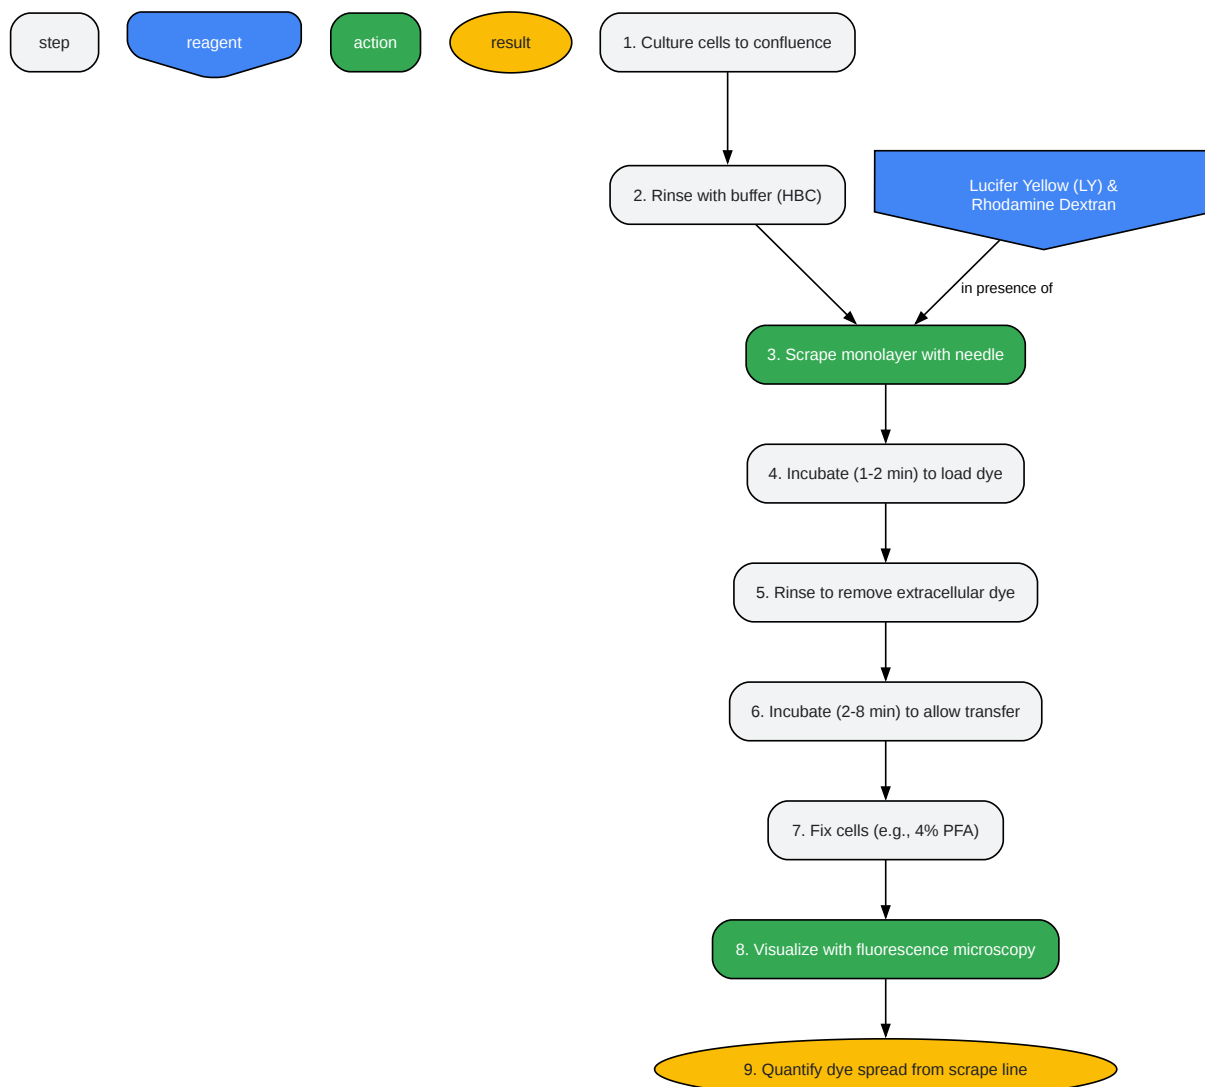 step
reagent
action
result
1. Culture cells to confluence
2. Rinse with buffer (HBC)
Lucifer Yellow (LY) &
Rhodamine Dextran
in presence of
3. Scrape monolayer with needle
4. Incubate (1-2 min) to load dye
5. Rinse to remove extracellular dye
6. Incubate (2-8 min) to allow transfer
7. Fix cells (e.g., 4% PFA)
8. Visualize with fluorescence microscopy
9. Quantify dye spread from scrape line